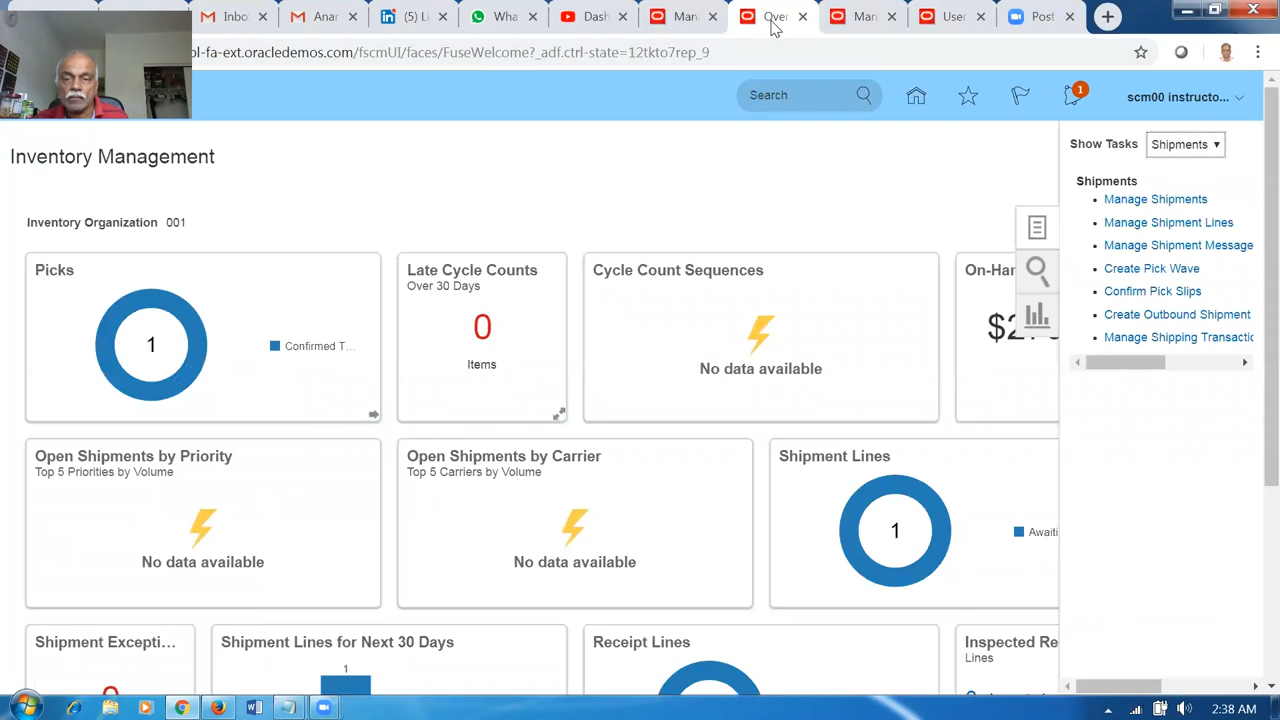 Inbo
Anar
(5) Li
Wha
Dash
Man
Over
Man
User
Post
ol-fa-ext.oracledemos.com/fscmUI/faces/FuseWelcome?_adf.ctrl-state=12tkto7rep_9
Search
1
scm00 instructo...
Inventory Management
Show Tasks Shipments
Shipments
Manage Shipments
Manage Shipment Lines
Manage Shipment Message
Create Pick Wave
Confirm Pick Slips
Create Outbound Shipment
Manage Shipping Transactic
Inventory Organization 001
Picks
1
Confirmed T...
Late Cycle Counts
Over 30 Days
0
Items
Cycle Count Sequences
No data available
On-Han
Open Shipments by Priority
Top 5 Priorities by Volume
No data available
Open Shipments by Carrier
Top 5 Carriers by Volume
No data available
Shipment Lines
1
Awaiti
Shipment Excepti...
0
Shipment Lines for Next 30 Days
1
Receipt Lines
Inspected Re
Lines
2:38 AM